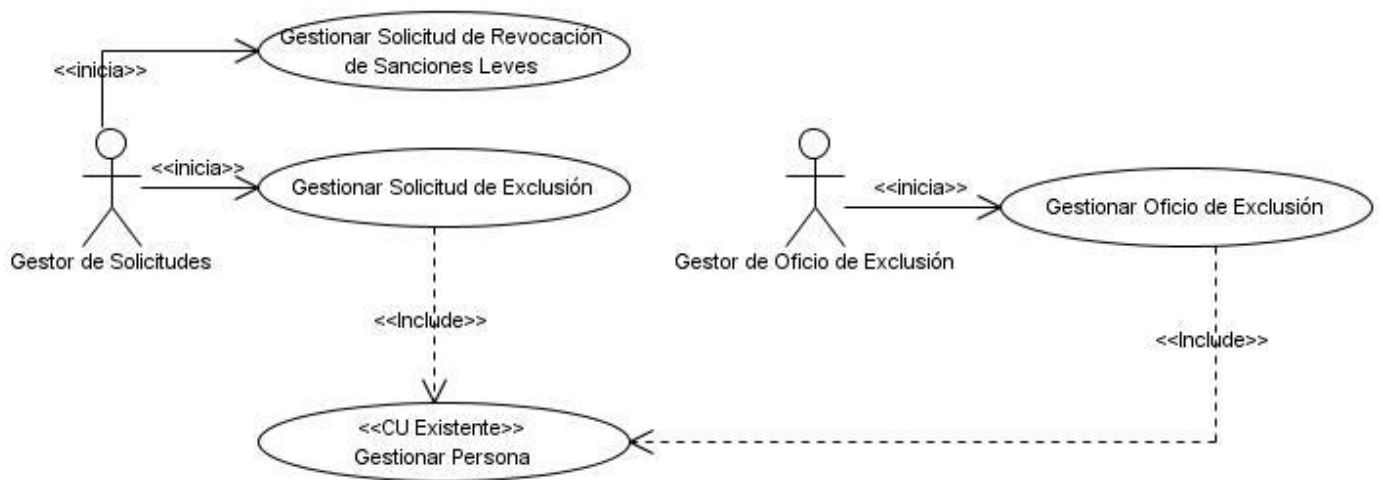 Gestionar Solicitud de Revocación
de Sanciones Leves
<<inicia>>
<<inicia>>
Gestionar Solicitud de Exclusión
Gestor de Solicitudes
<<inicia>>
Gestionar Oficio de Exclusión
Gestor de Oficio de Exclusión
<<Include>>
<<Include>>
<<CU Existente>>
Gestionar Persona